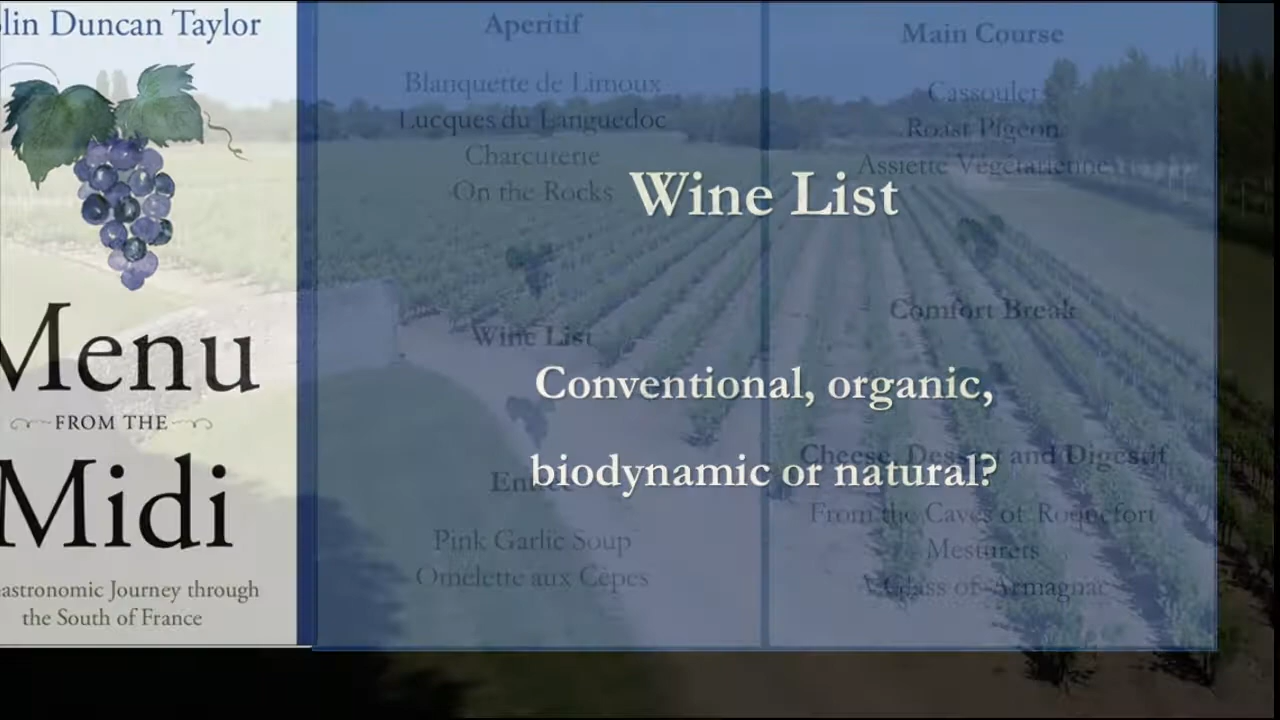 lin Duncan Taylor
Menu
FROM THE
Midi
astronomic Journey through
the South of France
Aperitif
Blanquette de Limoux
Lucques du Languedoc
Charcuterie
On the Rocks
Wine List
Entrée
Pink Garlic Soup
Omelette aux Cèpes
Main Course
Cassoulet
Roast Pigeon
Assiette Végétarienne
Comfort Break
Cheese, Dessert and Digestif
From the Caves of Roquefort
Mesturets
A Glass of Armagnac
Wine List
Conventional, organic,
biodynamic or natural?